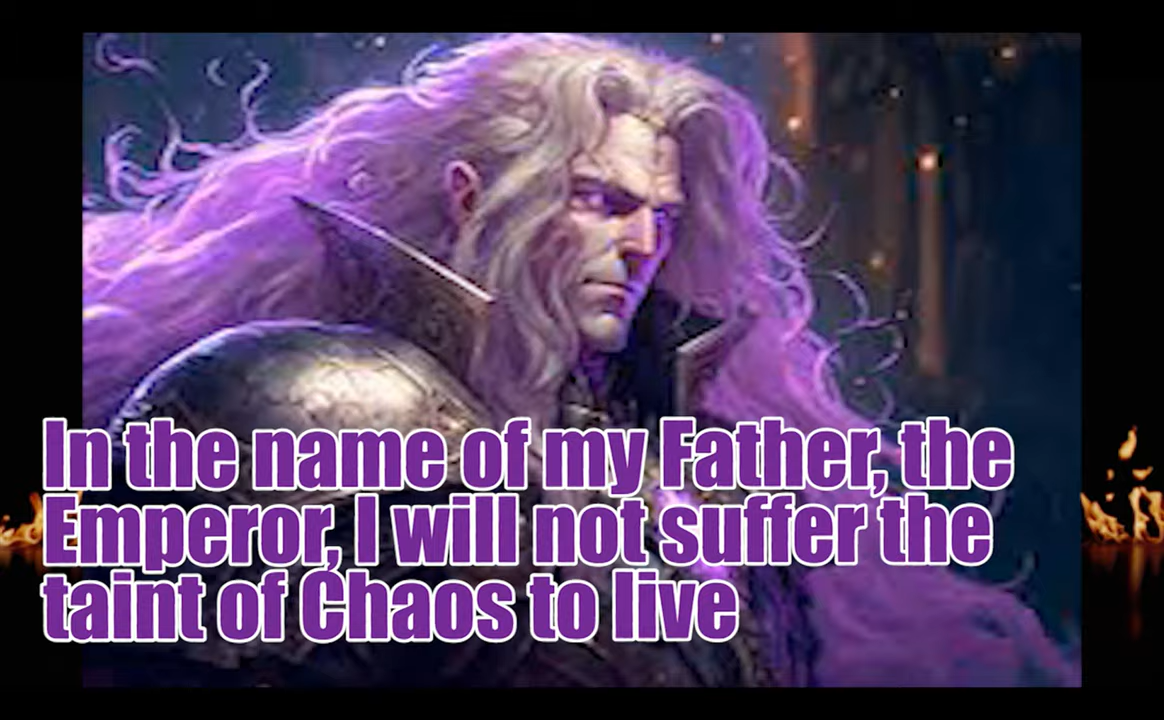 In the name of my Father, the
Emperor, I will not suffer the
taint of Chaos to live